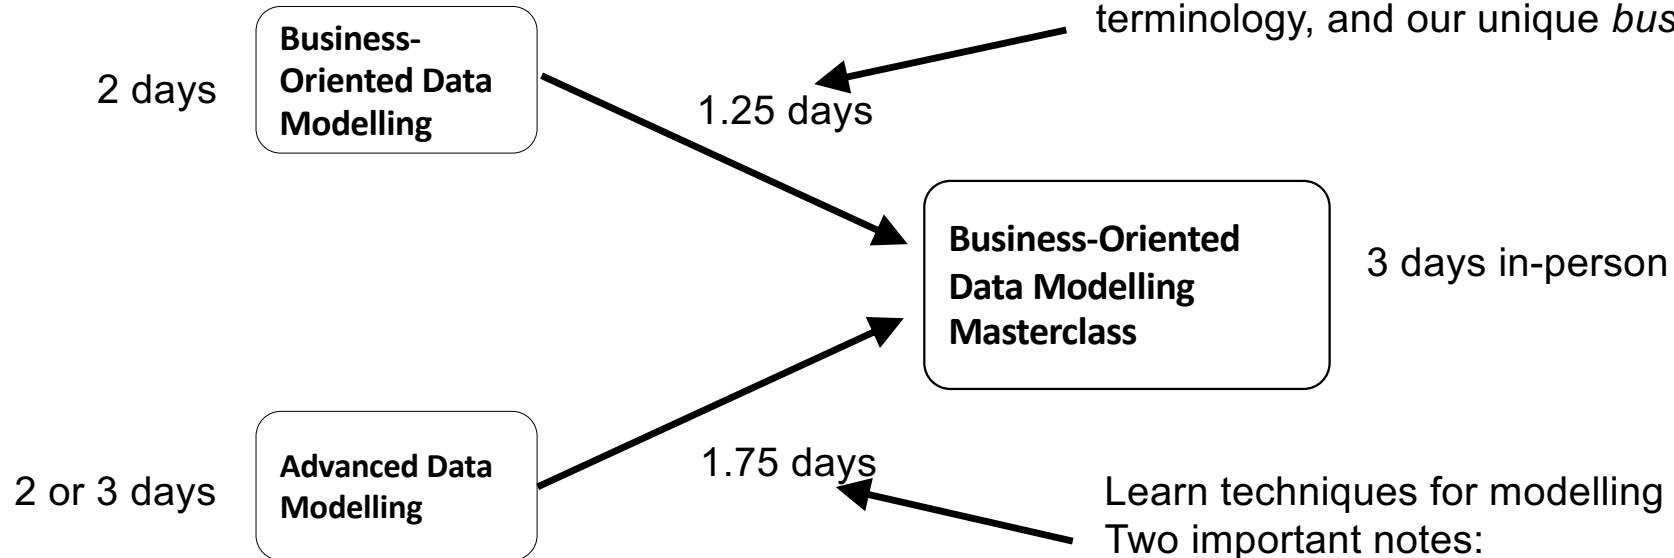 terminology, and our unique
2 days
Business-
Oriented Data
Modelling
1.25 days
Business-Oriented
Data Modelling
Masterclass
3 days in-person
2 or 3 days
Advanced Data
Modelling
1.75 days
Learn techniques for modelling
Two important notes: